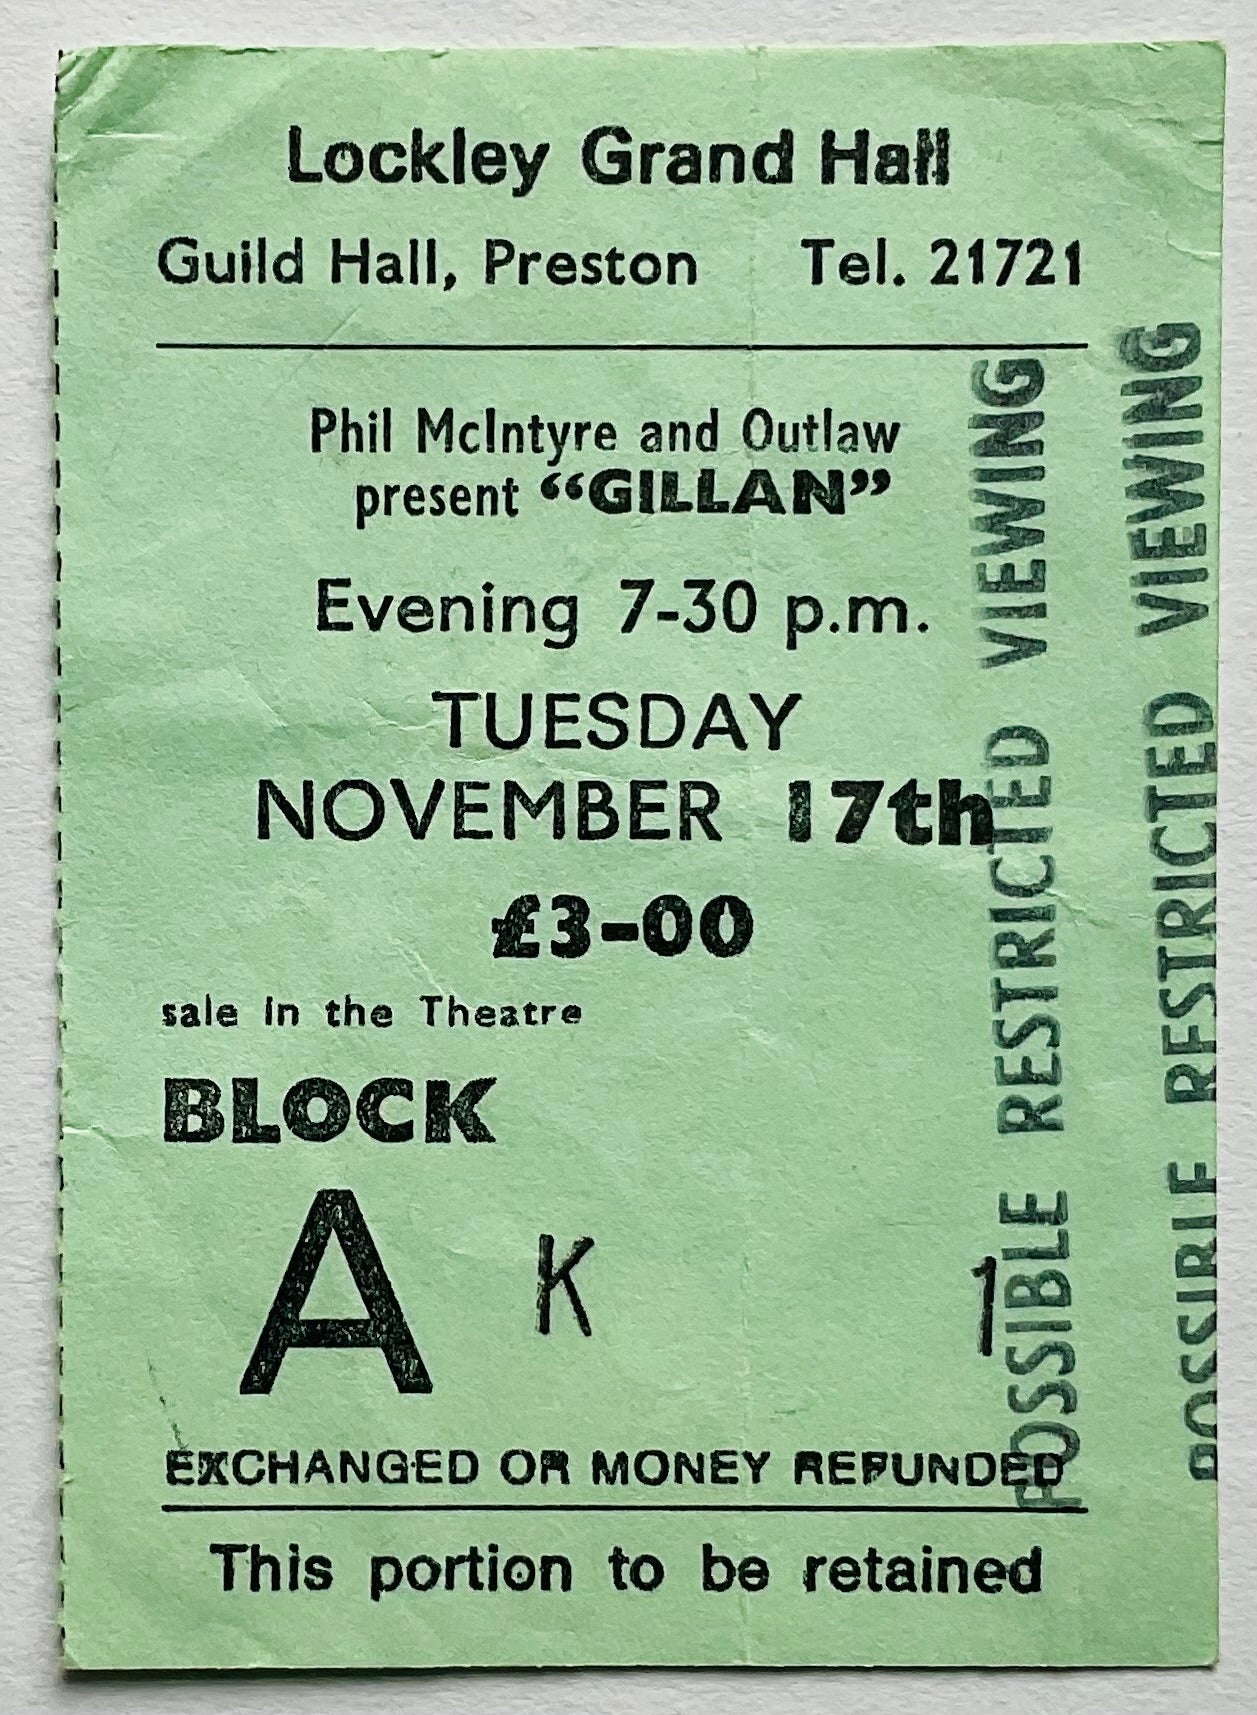 Lockley Grand Hall
Guild Hall, Preston Tel. 21721
Phil McIntyre and Outlaw
present “GILLAN”
Evening 7-30 p.m.
TUESDAY
NOVEMBER 17th
£3-00
sale in the Theatre
BLOCK
A K 1
EXCHANGED OR MONEY REFUNDED
This portion to be retained
POSSIBLE RESTRICTED VIEWING
POSSIBLE RESTRICTED VIEWING